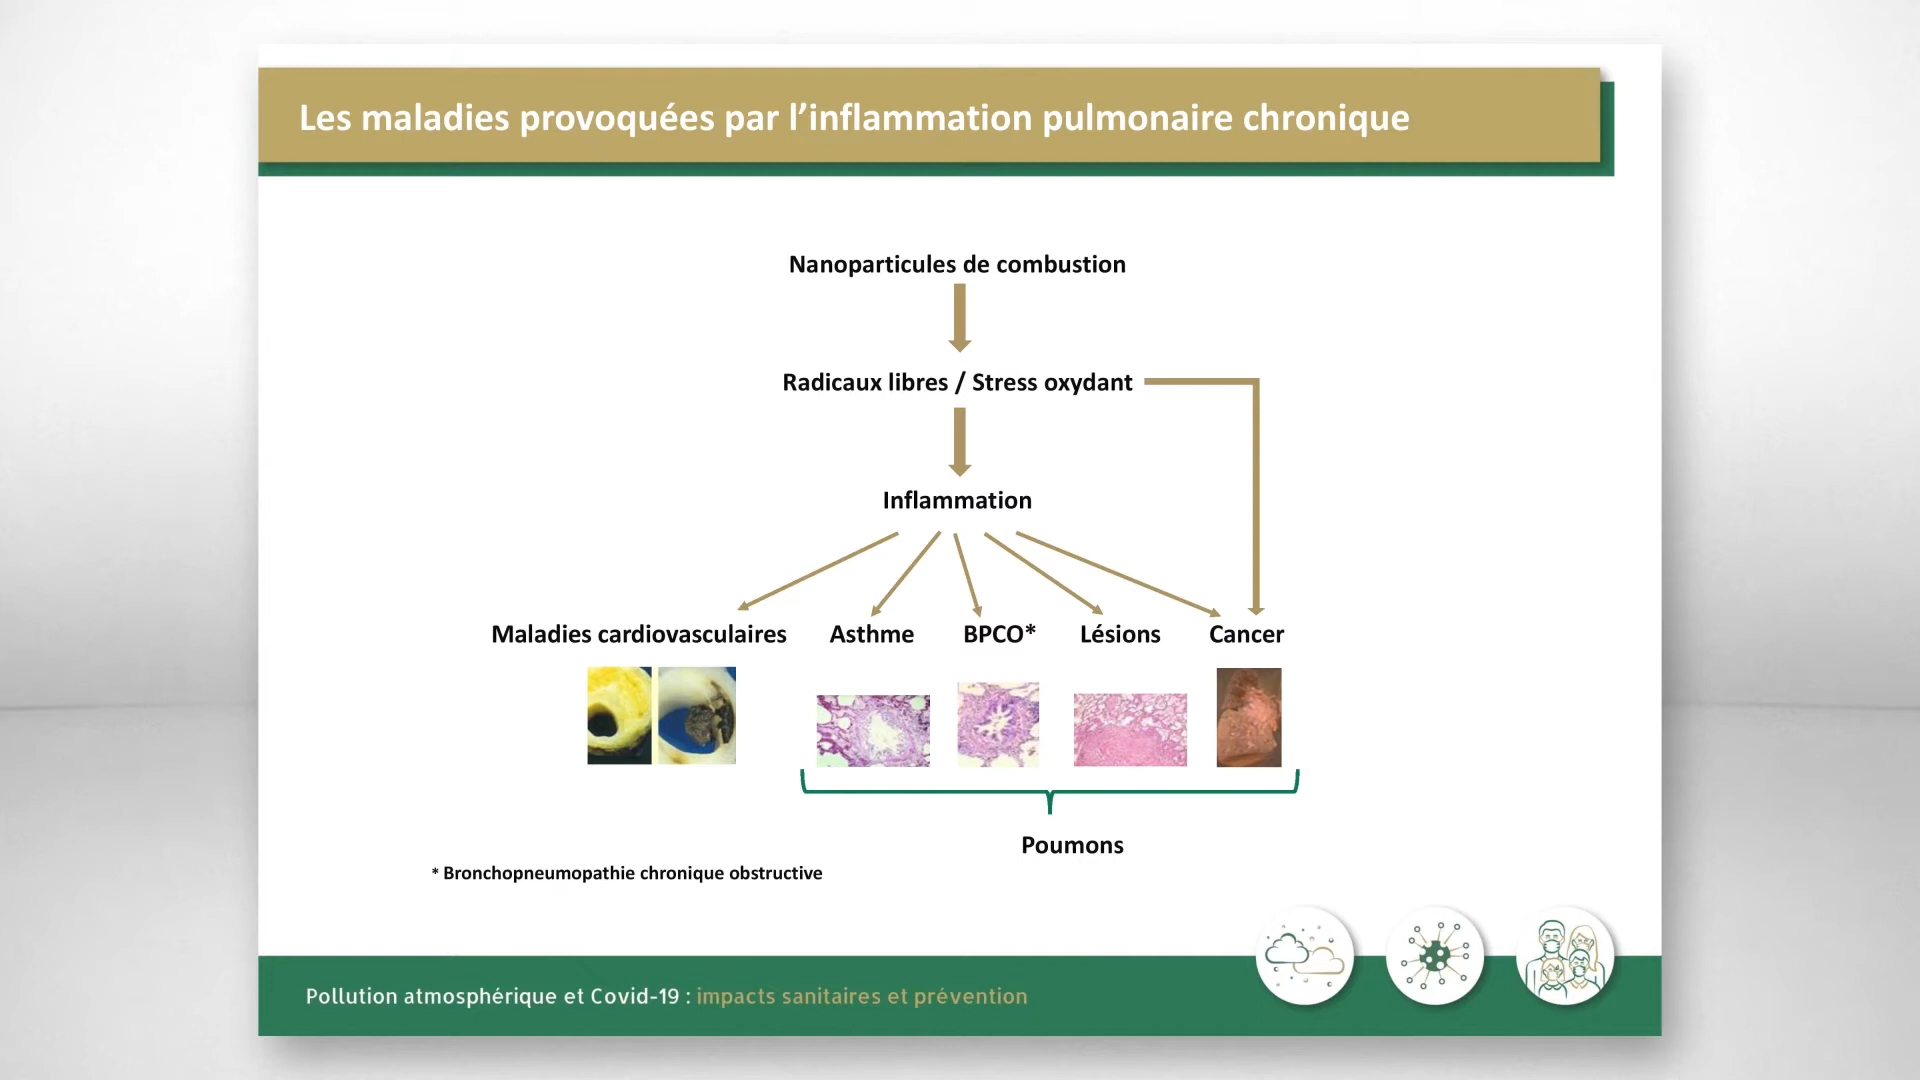 Les maladies provoquées par l’inflammation pulmonaire chronique
Nanoparticules de combustion
Radicaux libres / Stress oxydant
Inflammation
Maladies cardiovasculaires
Asthme
BPCO*
Lésions
Cancer
Poumons
* Bronchopneumopathie chronique obstructive
Pollution atmosphérique et Covid-19 : impacts sanitaires et prévention